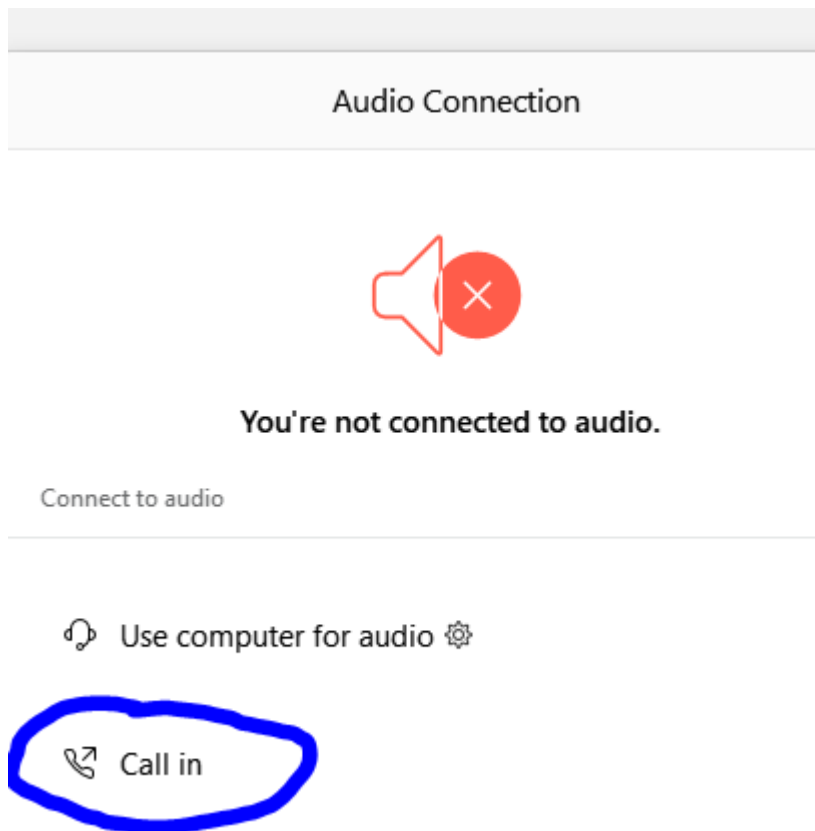 Audio Connection
You're not connected to audio.
Connect to audio
Use computer for audio
Call in